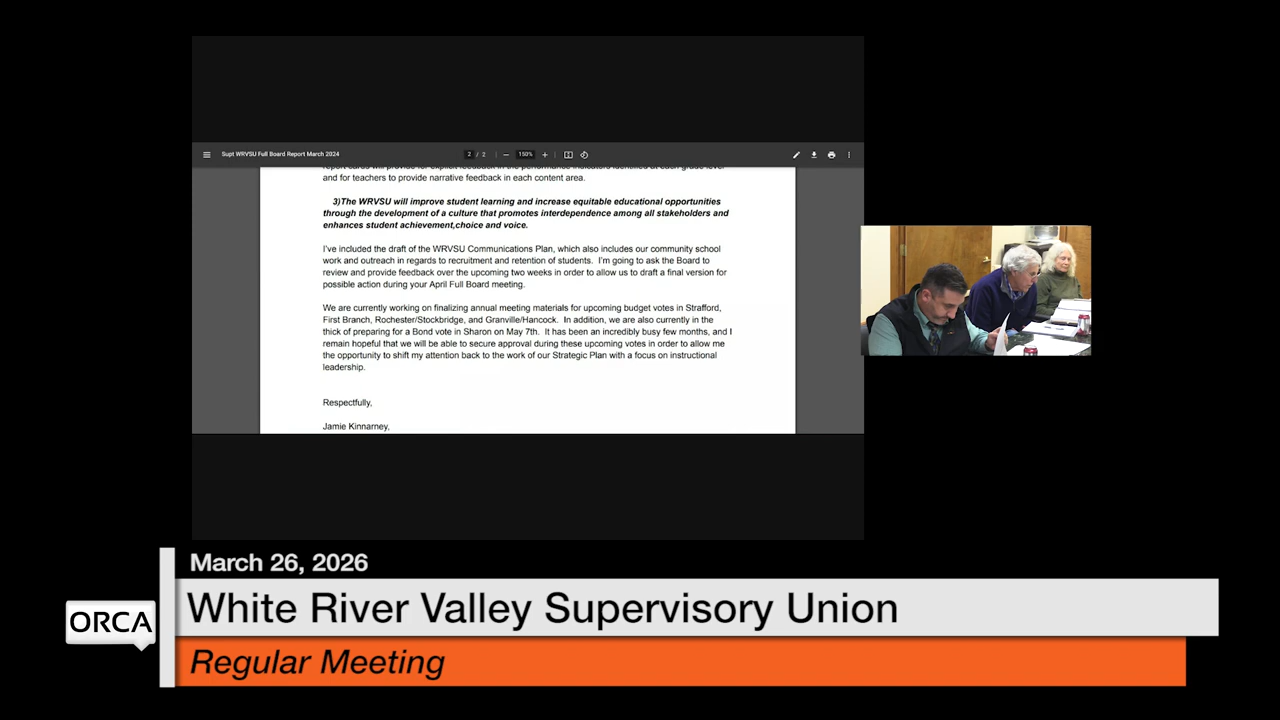 Supt WRVSU Full Board Report March 2024
2 / 2
150%
and for teachers to provide narrative feedback in each content area.
3)The WRVSU will improve student learning and increase equitable educational opportunities
through the development of a culture that promotes interdependence among all stakeholders and
enhances student achievement,choice and voice.
I've included the draft of the WRVSU Communications Plan, which also includes our community school
work and outreach in regards to recruitment and retention of students. I'm going to ask the Board to
review and provide feedback over the upcoming two weeks in order to allow us to draft a final version for
possible action during your April Full Board meeting.
We are currently working on finalizing annual meeting materials for upcoming budget votes in Strafford,
First Branch, Rochester/Stockbridge, and Granville/Hancock. In addition, we are also currently in the
thick of preparing for a Bond vote in Sharon on May 7th. It has been an incredibly busy few months, and I
remain hopeful that we will be able to secure approval during these upcoming votes in order to allow me
the opportunity to shift my attention back to the work of our Strategic Plan with a focus on instructional
leadership.
Respectfully,
Jamie Kinnarney,
March 26, 2026
White River Valley Supervisory Union
ORCA
Regular Meeting